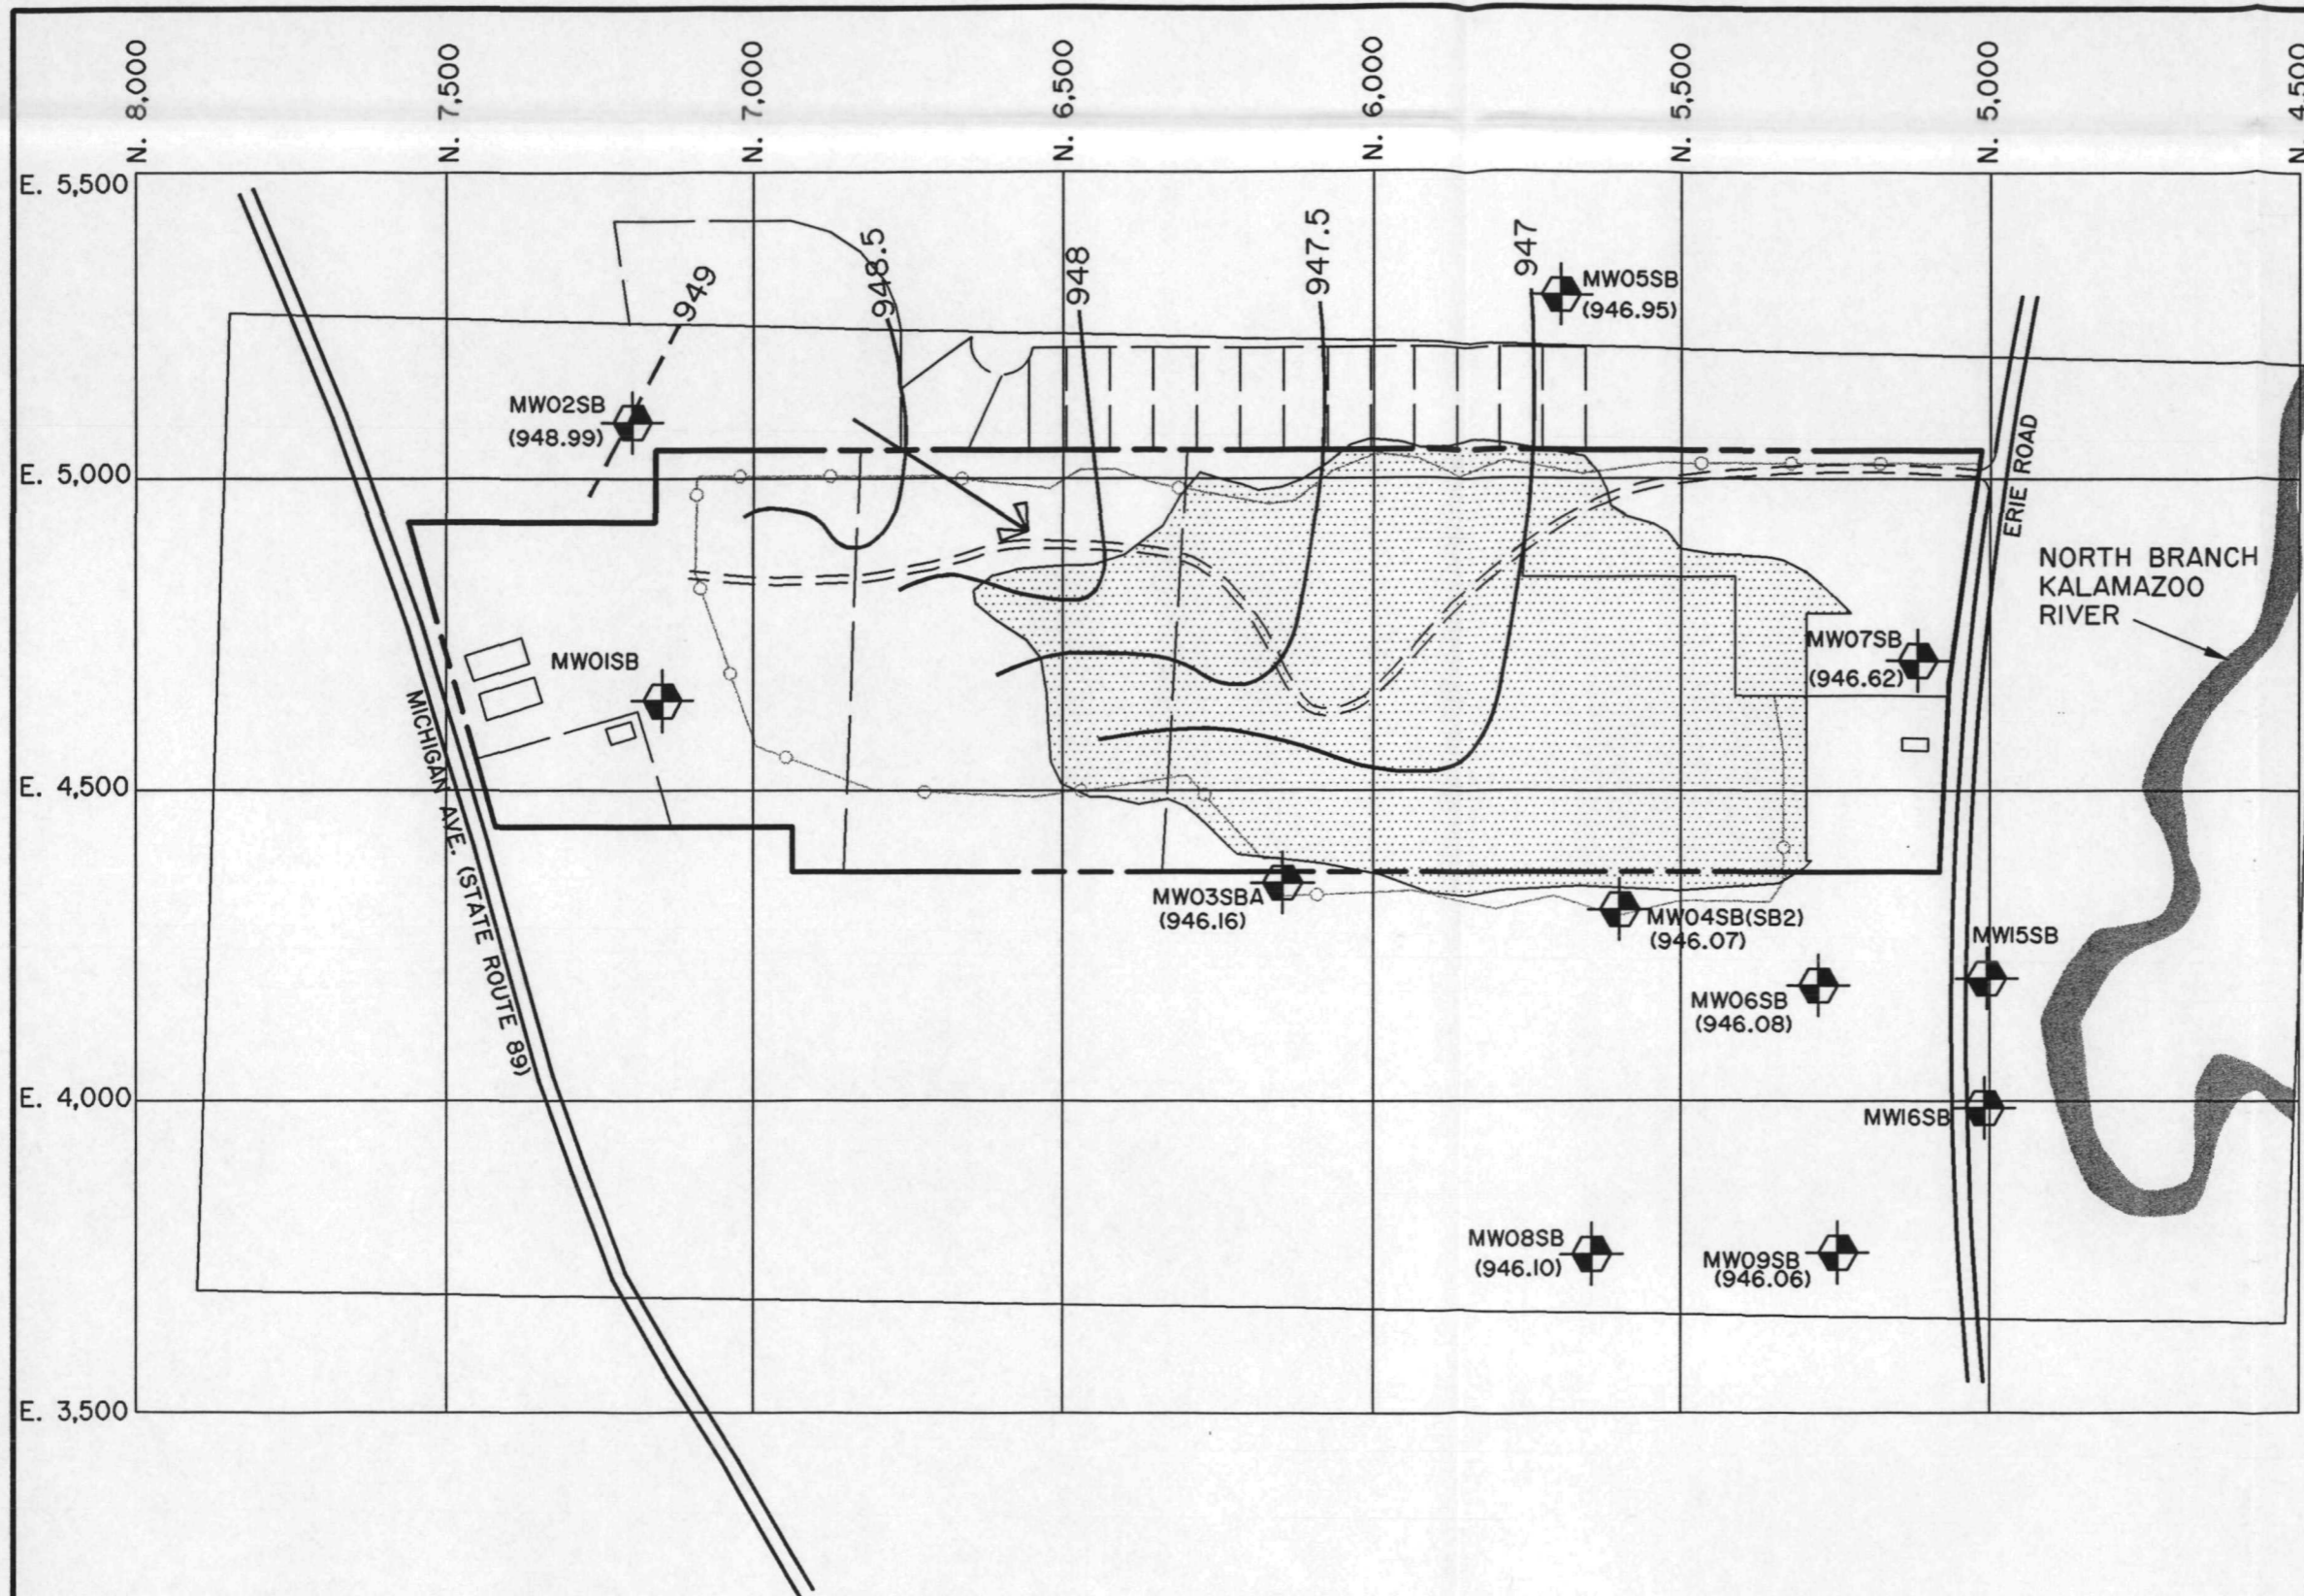 N. 8,000
N. 7,500
N. 7,000
N. 6,500
N. 6,000
N. 5,500
N. 5,000
N. 4,500
E. 5,500
949
948.5
948
947.5
947
MW05SB
(946.95)
MW02SB
(948.99)
E. 5,000
ERIE ROAD
NORTH BRANCH
KALAMAZOO
RIVER
MW01SB
MW07SB
(946.62)
MICHIGAN AVE. (STATE ROUTE 89)
E. 4,500
MW03SBA
(946.16)
MW04SB(SB2)
(946.07)
MW15SB
MW06SB
(946.08)
E. 4,000
MW16SB
MW08SB
(946.10)
MW09SB
(946.06)
E. 3,500